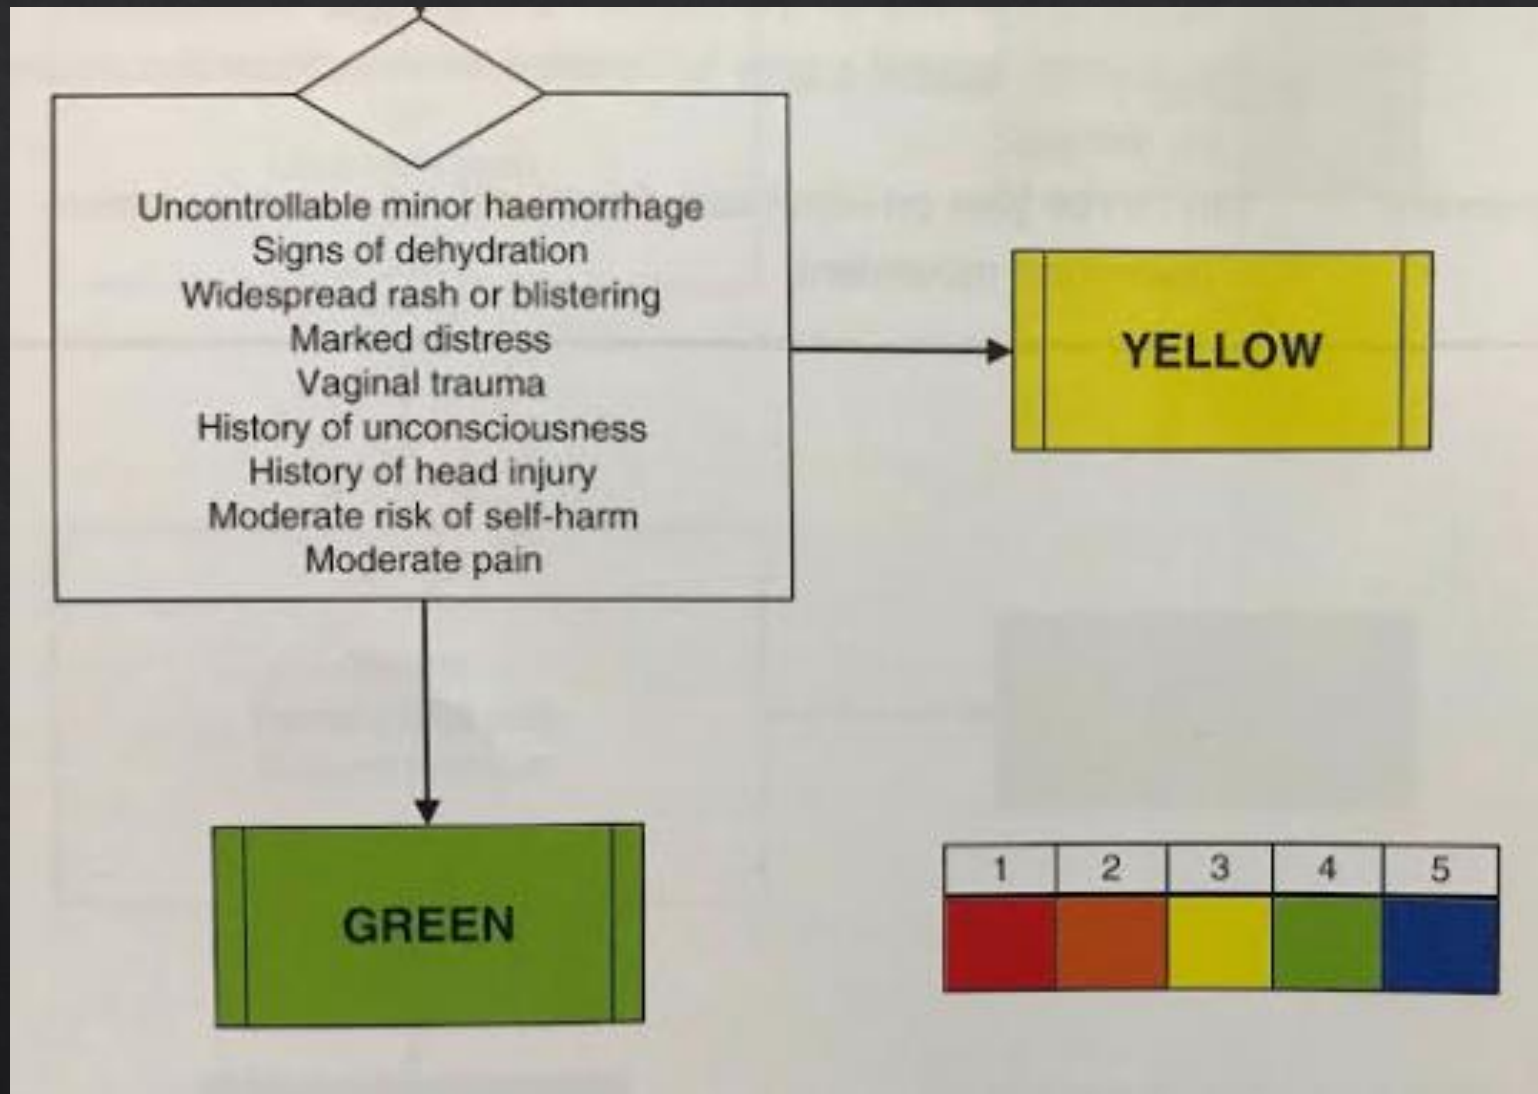 Uncontrollable minor haemorrhage
Signs of dehydration
Widespread rash or blistering
Marked distress
Vaginal trauma
History of unconsciousness
History of head injury
Moderate risk of self-harm
Moderate pain
YELLOW
GREEN
1 2 3 4 5